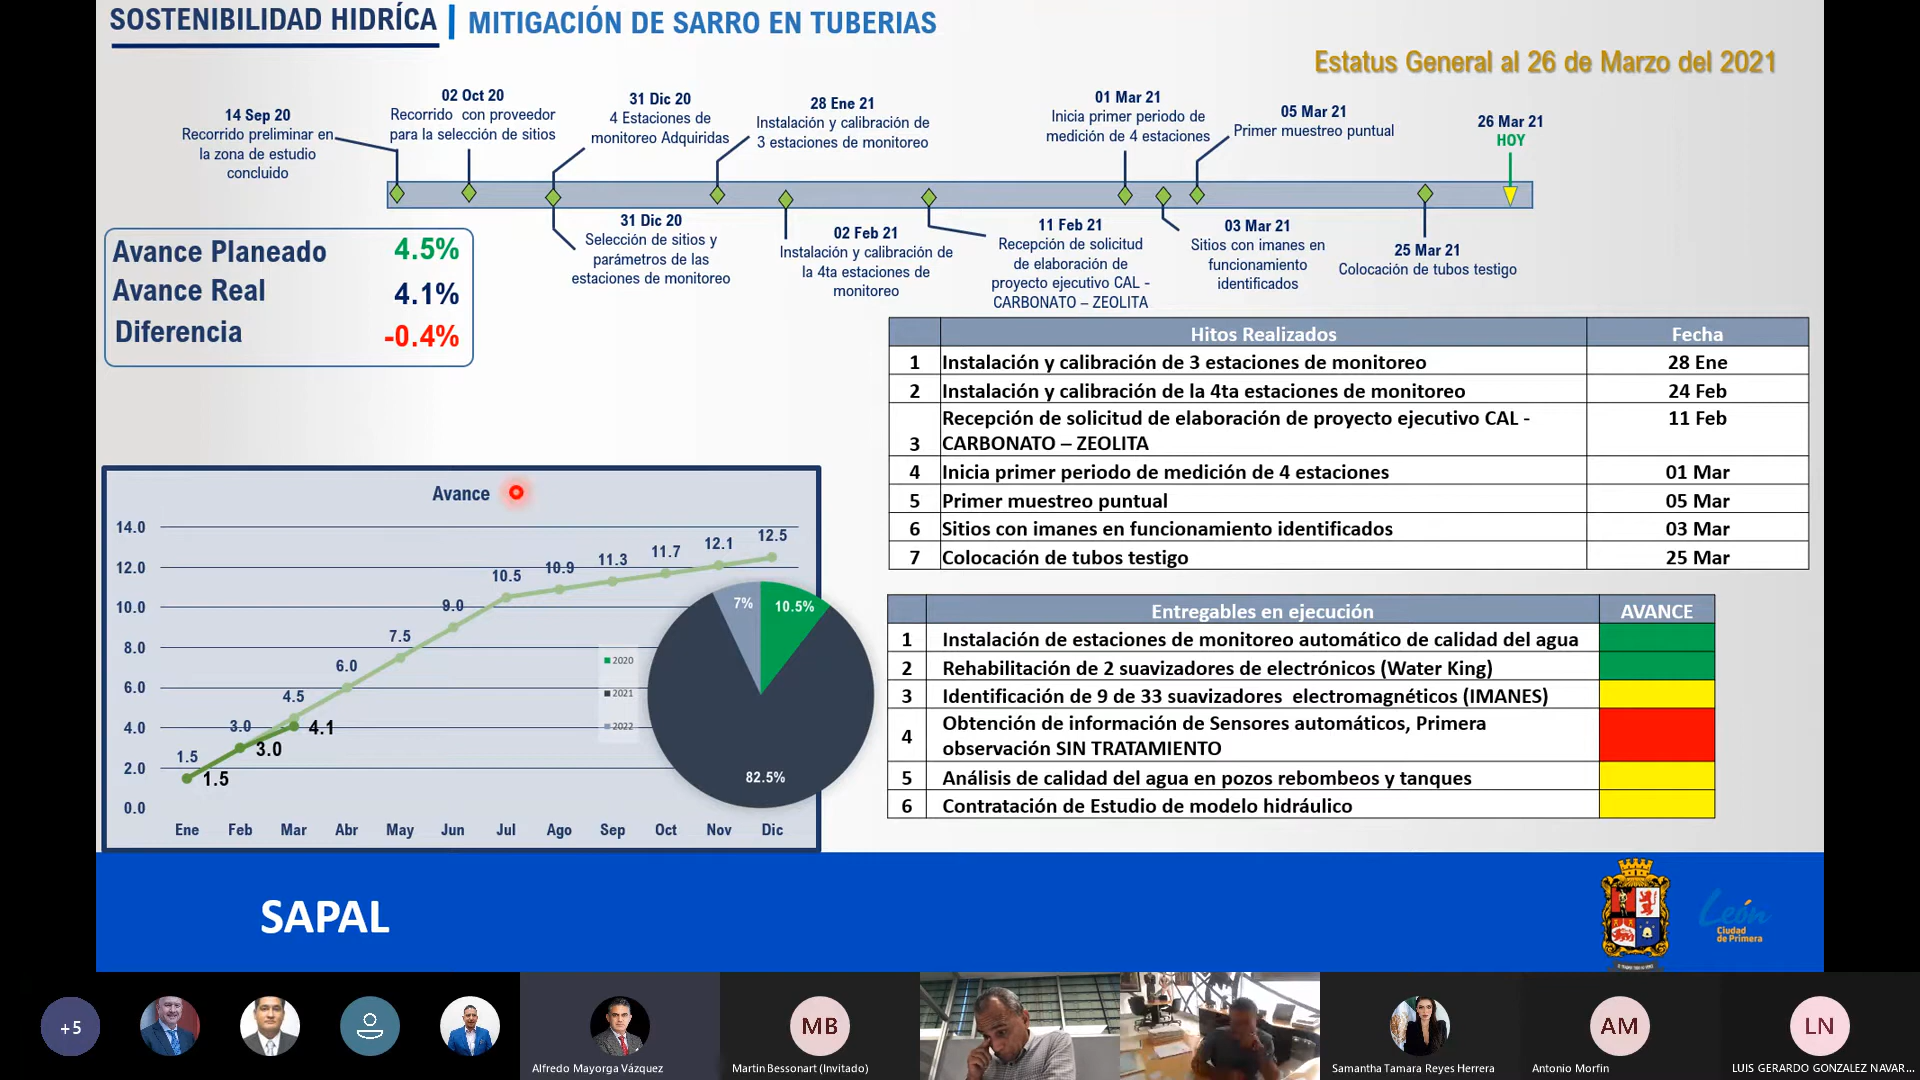 SOSTENIBILIDAD HIDRÍCA | MITIGACIÓN DE SARRO EN TUBERIAS
Estatus General al 26 de Marzo del 2021
14 Sep 20
Recorrido preliminar en
la zona de estudio
concluido
02 Oct 20
Recorrido con proveedor
para la selección de sitios
31 Dic 20
4 Estaciones de
monitoreo Adquiridas
28 Ene 21
Instalación y calibración de
3 estaciones de monitoreo
01 Mar 21
Inicia primer periodo de
medición de 4 estaciones
05 Mar 21
Primer muestreo puntual
26 Mar 21
HOY
31 Dic 20
Selección de sitios y
parámetros de las
estaciones de monitoreo
02 Feb 21
Instalación y calibración de
la 4ta estaciones de
monitoreo
11 Feb 21
Recepción de solicitud
de elaboración de
proyecto ejecutivo CAL -
CARBONATO – ZEOLITA
03 Mar 21
Sitios con imanes en
funcionamiento
identificados
25 Mar 21
Colocación de tubos testigo
Avance Planeado 4.5%
Avance Real 4.1%
Diferencia -0.4%
Hitos Realizados Fecha
1 Instalación y calibración de 3 estaciones de monitoreo 28 Ene
2 Instalación y calibración de la 4ta estaciones de monitoreo 24 Feb
3 Recepción de solicitud de elaboración de proyecto ejecutivo CAL - 11 Feb
CARBONATO – ZEOLITA
4 Inicia primer periodo de medición de 4 estaciones 01 Mar
5 Primer muestreo puntual 05 Mar
6 Sitios con imanes en funcionamiento identificados 03 Mar
7 Colocación de tubos testigo 25 Mar
Avance
14.0
12.0
10.0
8.0
6.0
4.0
2.0
0.0
1.5 3.0 4.5 6.0 7.5 9.0 10.5 10.9 11.3 11.7 12.1 12.5
1.5 3.0 4.1
Ene Feb Mar Abr May Jun Jul Ago Sep Oct Nov Dic
2020
2021
2022
7% 10.5%
82.5%
Entregables en ejecución AVANCE
1 Instalación de estaciones de monitoreo automático de calidad del agua
2 Rehabilitación de 2 suavizadores de electrónicos (Water King)
3 Identificación de 9 de 33 suavizadores electromagnéticos (IMANES)
4 Obtención de información de Sensores automáticos, Primera
observación SIN TRATAMIENTO
5 Análisis de calidad del agua en pozos rebombeos y tanques
6 Contratación de Estudio de modelo hidráulico
SAPAL
León
Ciudad
de Primera
+5
MB
AM
LN
Alfredo Mayorga Vázquez
Martin Bessonart (Invitado)
Samantha Tamara Reyes Herrera
Antonio Morfin
LUIS GERARDO GONZALEZ NAVAR...